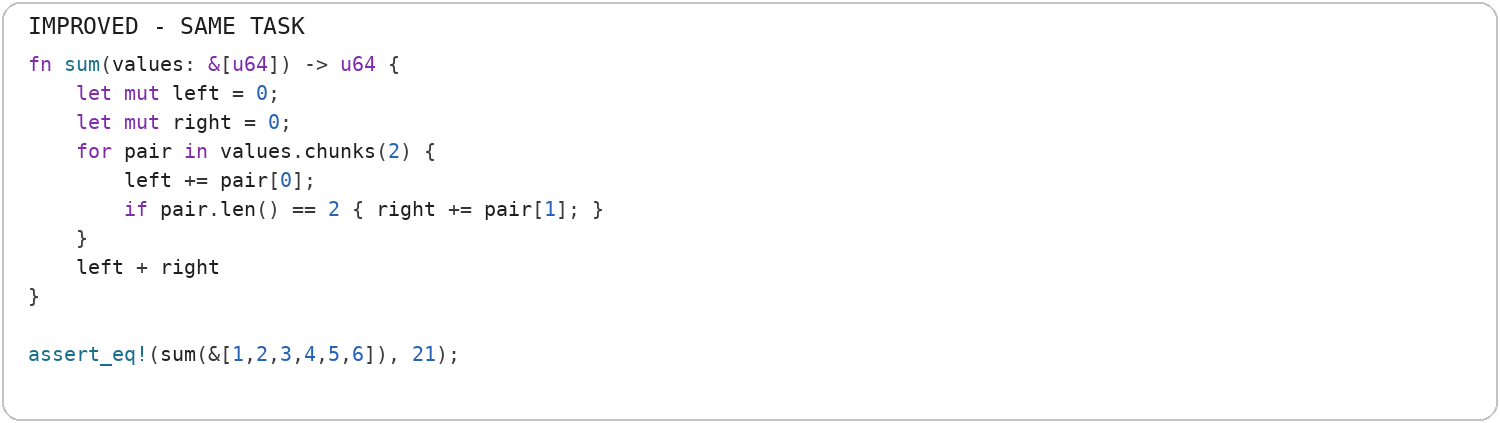 IMPROVED - SAME TASK
fn sum(values: &[u64]) -> u64 {
    let mut left = 0;
    let mut right = 0;
    for pair in values.chunks(2) {
        left += pair[0];
        if pair.len() == 2 { right += pair[1]; }
    }
    left + right
}
assert_eq!(sum(&[1,2,3,4,5,6]), 21);